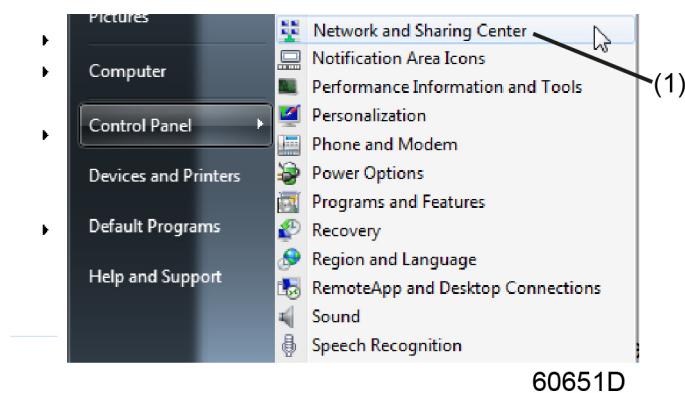 Pictures
Computer
Control Panel
Devices and Printers
Default Programs
Help and Support
Network and Sharing Center
Notification Area Icons
Performance Information and Tools
Personalization
Phone and Modem
Power Options
Programs and Features
Recovery
Region and Language
RemoteApp and Desktop Connections
Sound
Speech Recognition
(1)
60651D